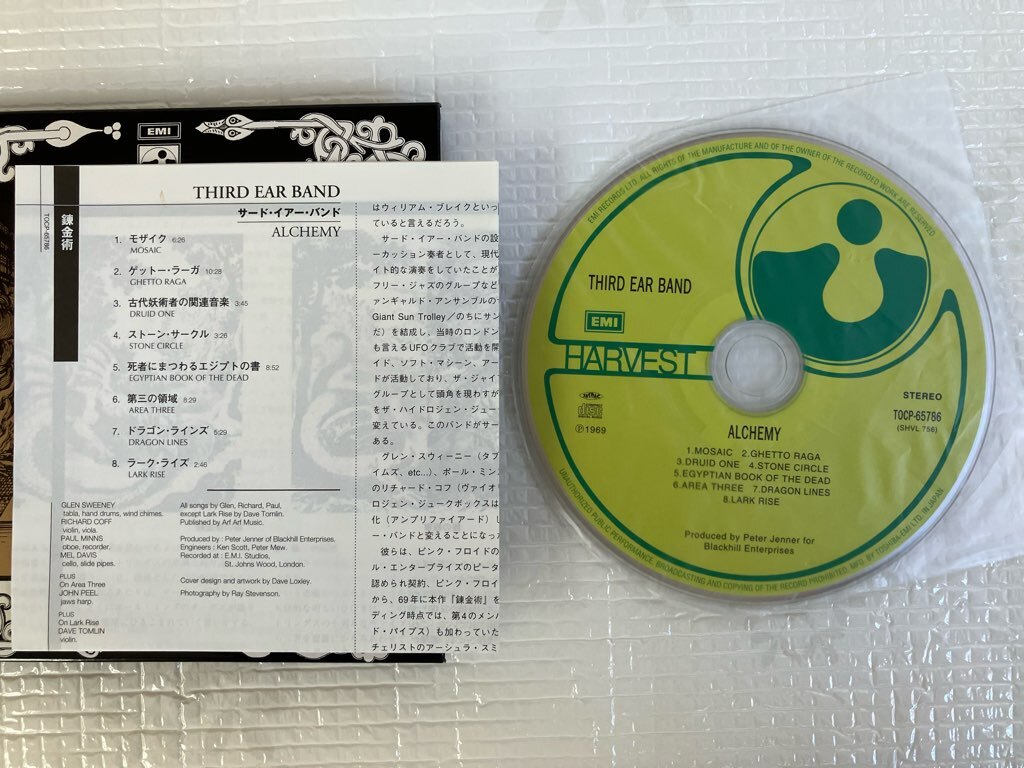 EMI
THIRD EAR BAND
サード・イアー・バンド
ALCHEMY
錬金術
TOCP-65786
1. モザイク 6:26
MOSAIC
2. ゲットー・ラーガ 10:28
GHETTO RAGA
3. 古代妖術者の関連音楽 3:45
DRUID ONE
4. ストーン・サークル 3:26
STONE CIRCLE
5. 死者にまつわるエジプトの書 8:52
EGYPTIAN BOOK OF THE DEAD
6. 第三の領域 8:29
AREA THREE
7. ドラゴン・ラインズ 5:29
DRAGON LINES
8. ラーク・ライズ 2:46
LARK RISE
GLEN SWEENEY
tabla, hand drums, wind chimes.
RICHARD COFF
violin, viola.
PAUL MINNS
oboe, recorder.
MEL DAVIS
cello, slide pipes.
PLUS
On Area Three
JOHN PEEL
jaws harp.
PLUS
On Lark Rise
DAVE TOMLIN
violin.
All songs by Glen, Richard, Paul,
except Lark Rise by Dave Tomlin.
Published by Art Art Music.
Produced by : Peter Jenner of Blackhill Enterprises.
Engineers : Ken Scott, Peter Mew.
Recorded at : E.M.I. Studios,
St. Johns Wood, London.
Cover design and artwork by Dave Loxley.
Photography by Ray Stevenson.
はウィリアム・ブレイクといっ
ていると言えるだろう。
サード・イアー・バンドの設
ーカッション奏者として、現代
イト的な演奏をしていたことが
フリー・ジャズのグループなど
ァンギャルド・アンサンブルの
Giant Sun Trolley／のちにサン
だ）を結成し、当時のロンドン
も言えるUFOクラブで活動を開
イド、ソフト・マシーン、アー
ドが活動しており、ザ・ジャイ
グループとして頭角を現わすが
をザ・ハイドロジェン・ジュー
変えている。このバンドがサー
ある。
グレン・スウィーニー（タブ
イムズ、etc...）、ポール・ミン
のリチャード・コフ（ヴァイオ
ロジェン・ジュークボックスは
化（アンプリファイアード）し
ー・バンドと変えることになっ
彼らは、ピンク・フロイドの
ル・エンタープライズのピータ
認められ契約、ピンク・フロイ
から、69年に本作『錬金術』を
ディング時点では、第4のメン
ド・パイプス）も加わっていた
チェリストのアーシュラ・スミ
EMI RECORDS LTD. ALL RIGHTS OF THE MANUFACTURE AND OF THE OWNER OF THE RECORDED WORK ARE RESERVED
THIRD EAR BAND
EMI
HARVEST
STEREO
TOCP-65786
(SHVL 756)
Ⓟ1969
ALCHEMY
1.MOSAIC 2.GHETTO RAGA
3.DRUID ONE 4.STONE CIRCLE
5.EGYPTIAN BOOK OF THE DEAD
6.AREA THREE 7.DRAGON LINES
8.LARK RISE
Produced by Peter Jenner for
Blackhill Enterprises
UNAUTHORIZED PUBLIC PERFORMANCE, BROADCASTING AND COPYING OF THE RECORD PROHIBITED. MFG. BY TOSHIBA-EMI LTD. IN JAPAN